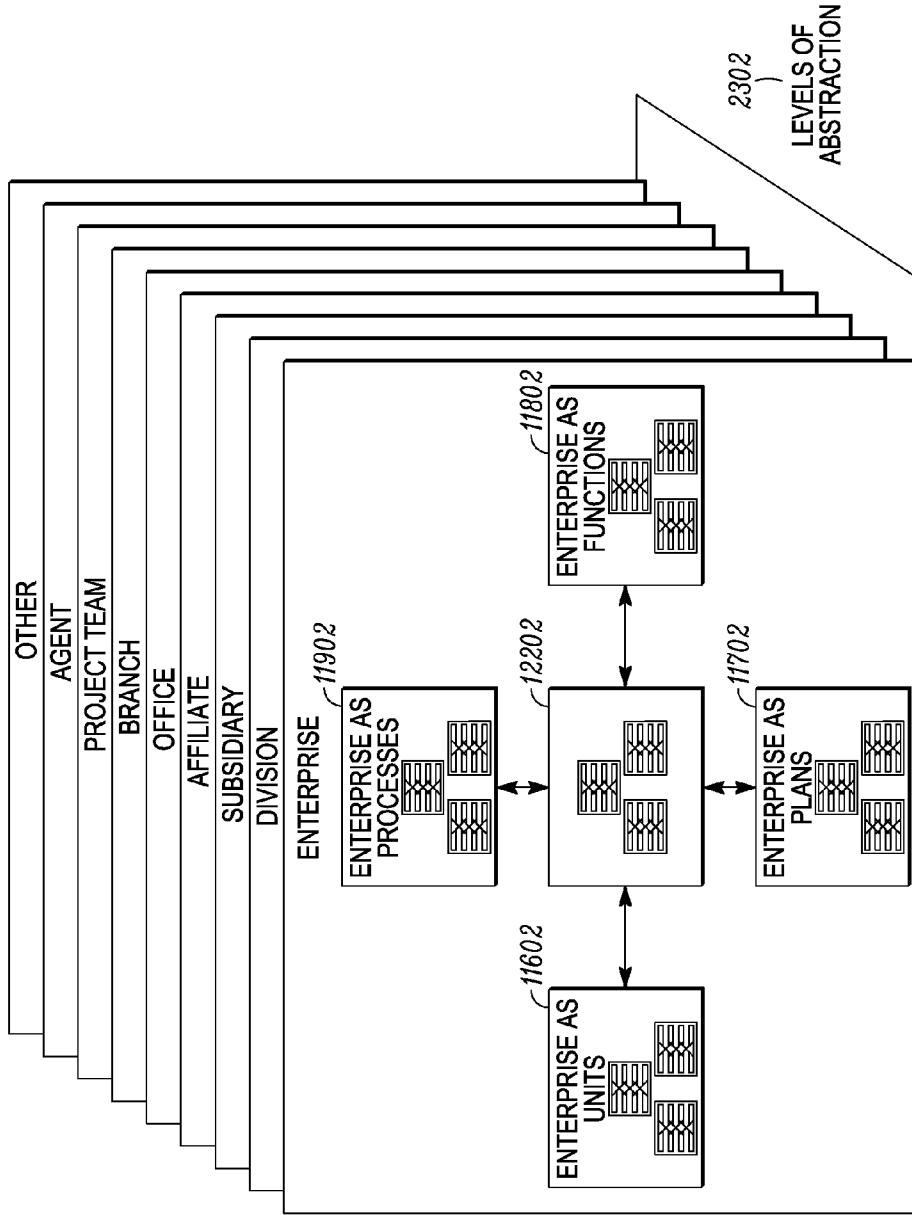 OTHER
AGENT
PROJECT TEAM
BRANCH
OFFICE
AFFILIATE
SUBSIDIARY
DIVISION
ENTERPRISE
11902
ENTERPRISE AS
PROCESSES
11602
ENTERPRISE AS
UNITS
12202
11802
ENTERPRISE AS
FUNCTIONS
11702
ENTERPRISE AS
PLANS
2302
LEVELS OF
ABSTRACTION